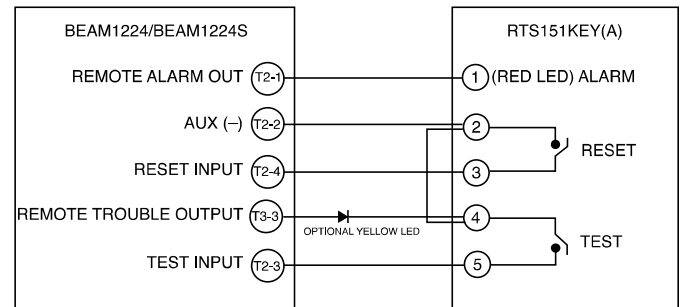 BEAM1224/BEAM1224S
RTS151KEY(A)
REMOTE ALARM OUT T2-1
1 (RED LED) ALARM
AUX (–) T2-2
2
RESET
RESET INPUT T2-4
3
REMOTE TROUBLE OUTPUT T3-3
4
OPTIONAL YELLOW LED
TEST
TEST INPUT T2-3
5